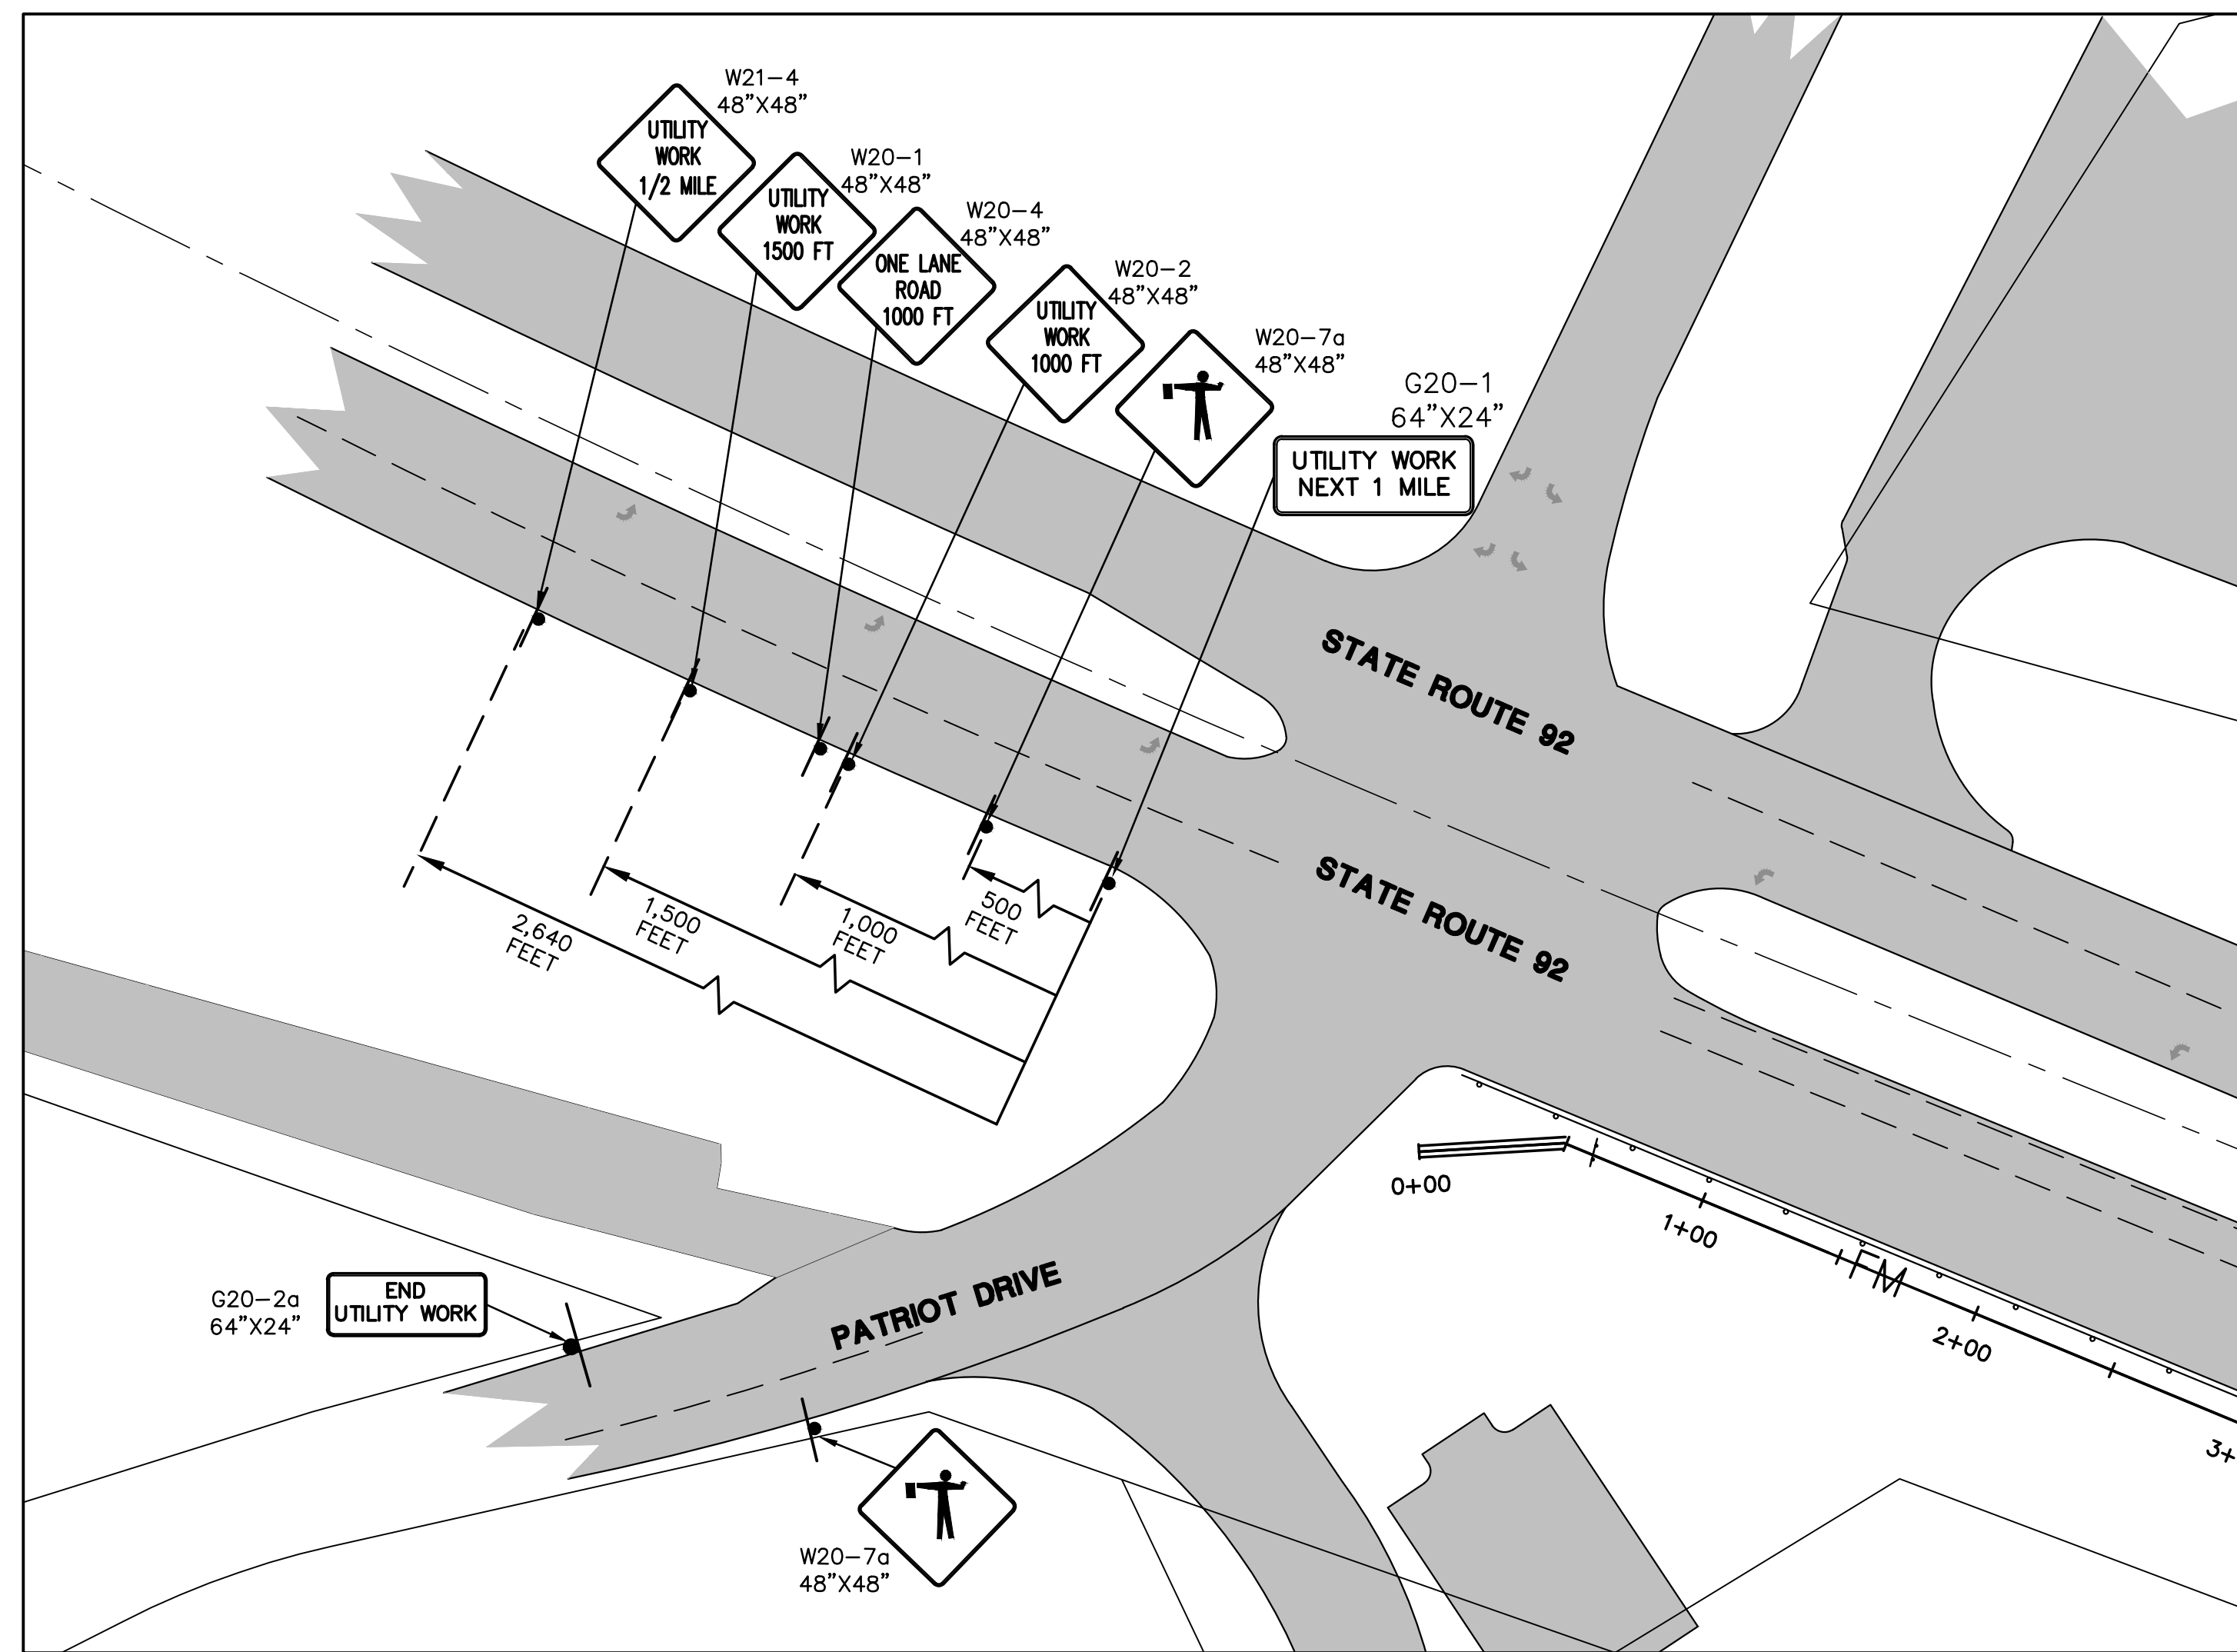 W21-4
48"X48"
UTILITY
WORK
1/2 MILE
W20-1
48"X48"
UTILITY
WORK
1500 FT
W20-4
48"X48"
ONE LANE
ROAD
1000 FT
W20-2
48"X48"
UTILITY
WORK
1000 FT
W20-7a
48"X48"
G20-1
64"X24"
UTILITY WORK
NEXT 1 MILE
STATE ROUTE 92
STATE ROUTE 92
2,640
FEET
1,500
FEET
1,000
FEET
500
FEET
0+00
1+00
FM
2+00
3+
PATRIOT DRIVE
G20-2a
64"X24"
END
UTILITY WORK
W20-7a
48"X48"